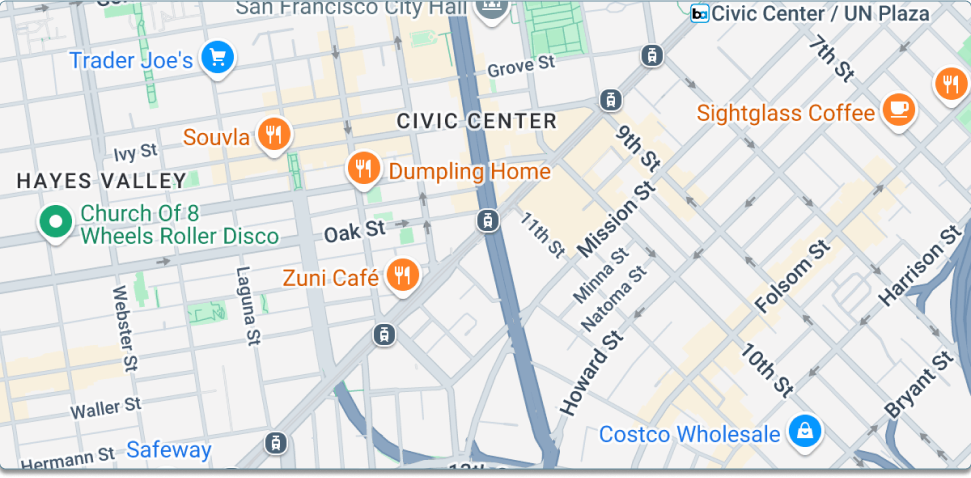 San Francisco City Hall
Civic Center / UN Plaza
Trader Joe's
7th St
Grove St
Sightglass Coffee
CIVIC CENTER
Souvla
9th St
Ivy St
HAYES VALLEY
Dumpling Home
Church Of 8
Wheels Roller Disco
Oak St
11th St
Mission St
Minna St
Natoma St
Folsom St
Harrison St
Zuni Café
Laguna St
Webster St
Howard St
10th St
Bryant St
Waller St
Costco Wholesale
Safeway
Hermann St